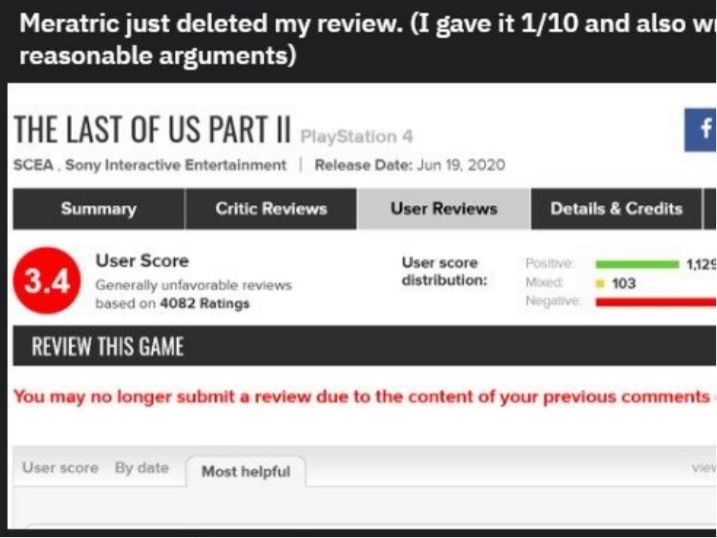 Meratric just deleted my review. (I gave it 1/10 and also
reasonable arguments)
THE LAST OF US PART II PlayStation 4
f
SCEA, Sony Interactive Entertainment | Release Date: Jun 19, 2020
Summary Critic Reviews User Reviews Details & Credits
3.4
User Score
Generally unfavorable reviews
based on 4082 Ratings
User score
distribution:
Positive: 1,129
Mixed: 103
Negative:
REVIEW THIS GAME
You may no longer submit a review due to the content of your previous comments
User score By date Most helpful
view